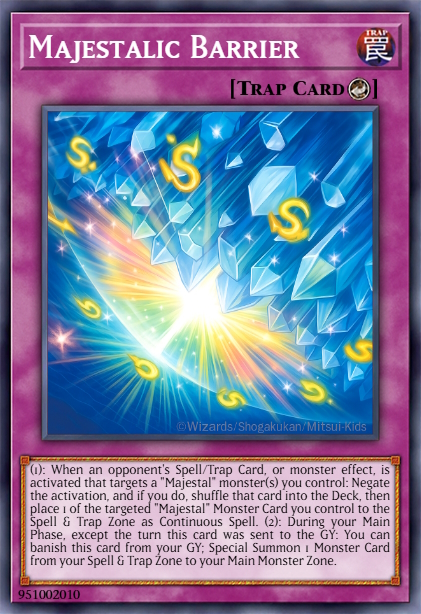 Majestalic Barrier
TRAP
罠
[Trap Card]
S
S
S
S
S
S
S
S
©Wizards/Shogakukan/Mitsui-Kids
(1): When an opponent's Spell/Trap Card, or monster effect, is
activated that targets a "Majestal" monster(s) you control: Negate
the activation, and if you do, shuffle that card into the Deck, then
place 1 of the targeted "Majestal" Monster Card you control to the
Spell & Trap Zone as Continuous Spell. (2): During your Main
Phase, except the turn this card was sent to the GY: You can
banish this card from your GY; Special Summon 1 Monster Card
from your Spell & Trap Zone to your Main Monster Zone.
951002010